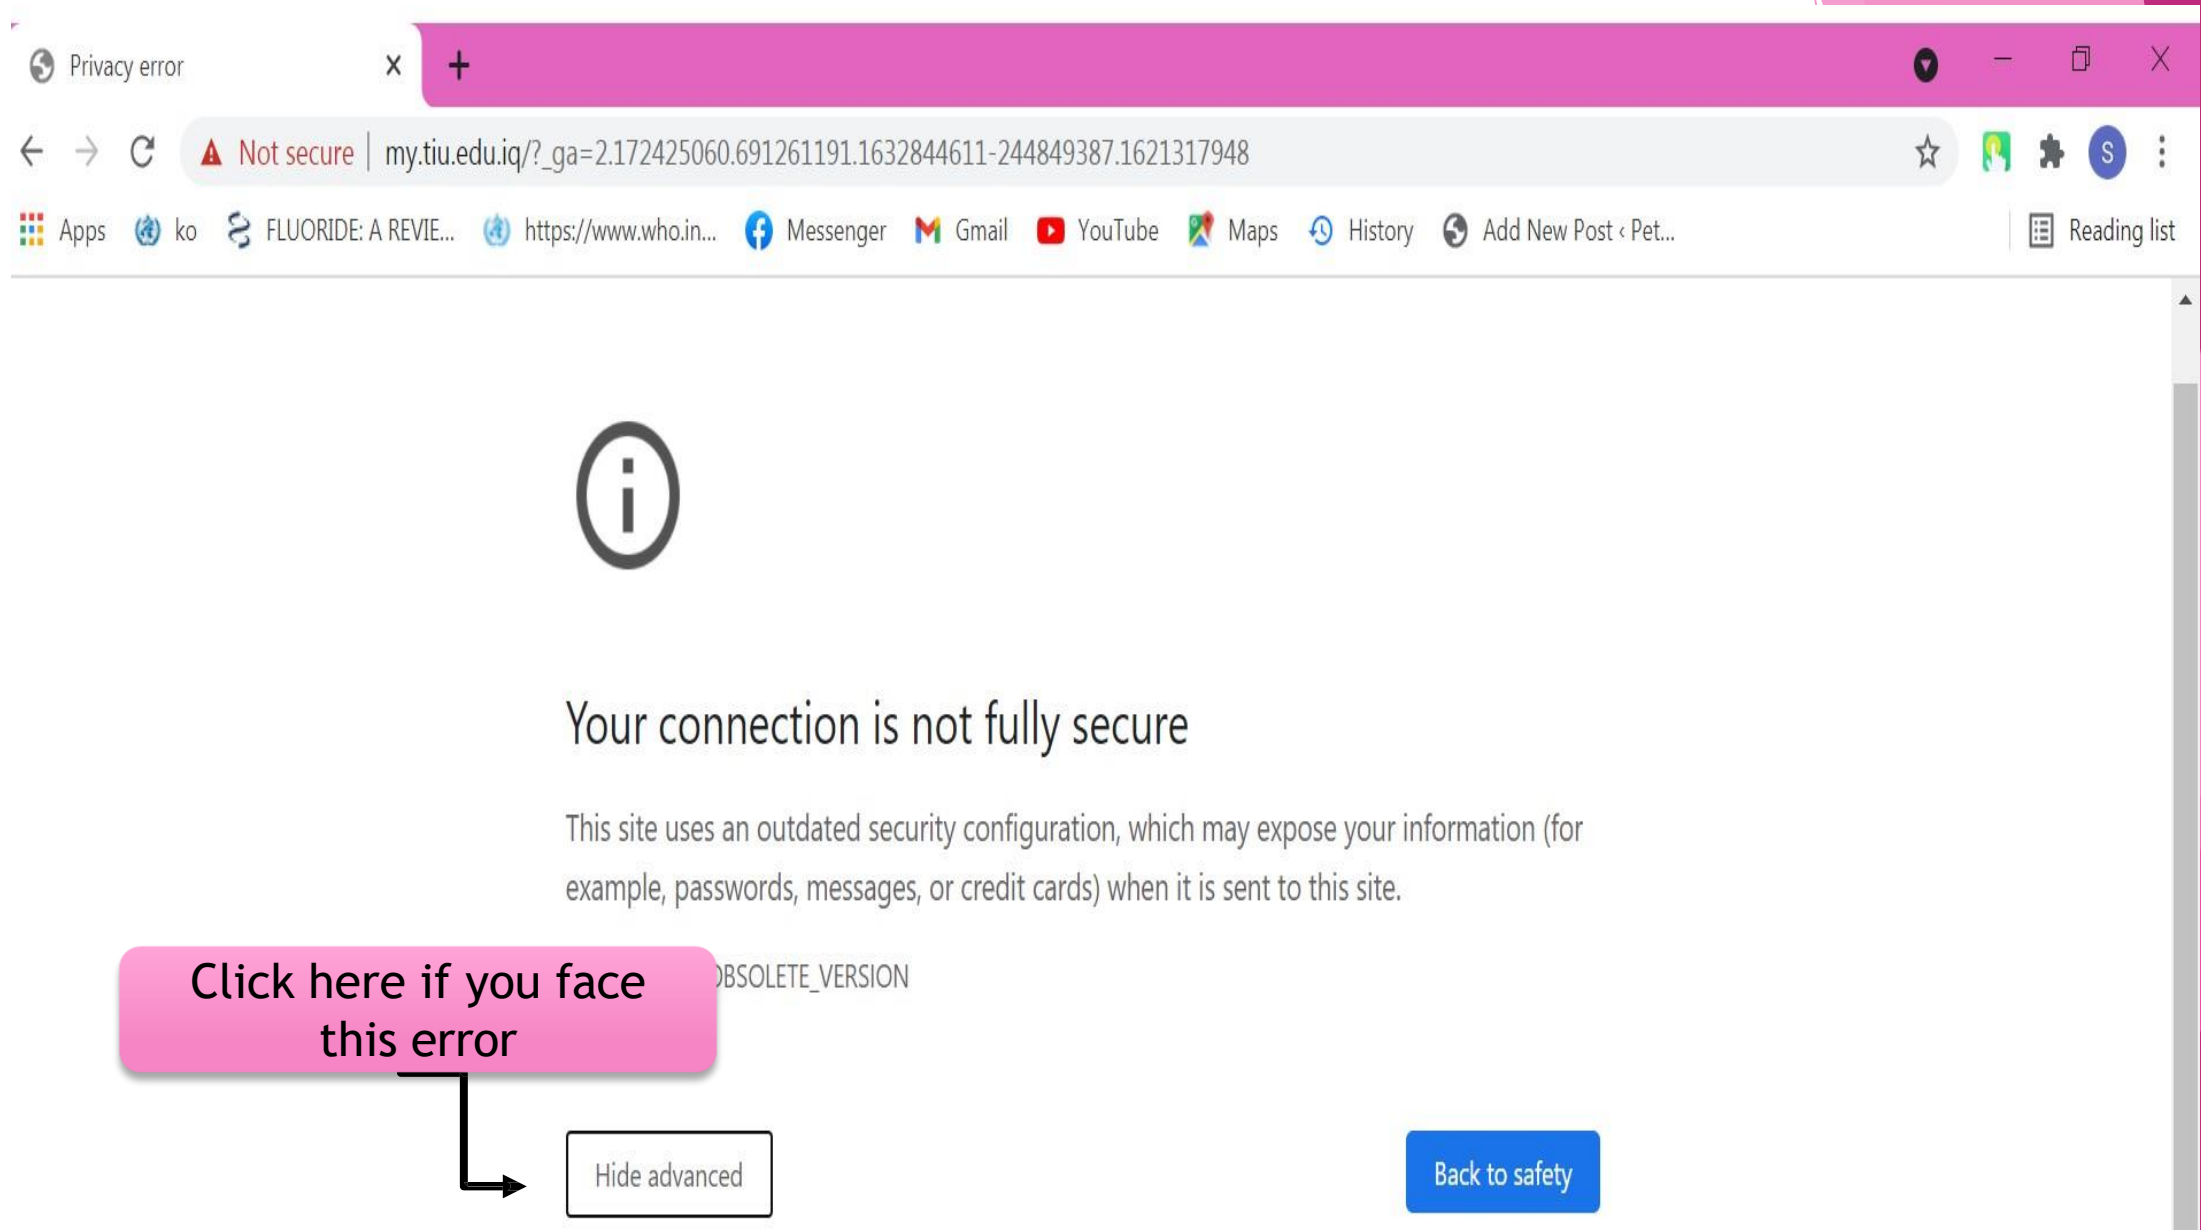 Privacy error
Not secure | my.tiu.edu.iq/?_ga=2.172425060.691261191.1632844611-244849387.1621317948
S
Apps ko FLUORIDE: A REVIE... https://www.who.in... Messenger Gmail YouTube Maps History Add New Post ‹ Pet... Reading list
Your connection is not fully secure
This site uses an outdated security configuration, which may expose your information (for
example, passwords, messages, or credit cards) when it is sent to this site.
OBSOLETE_VERSION
Click here if you face
this error
Hide advanced
Back to safety